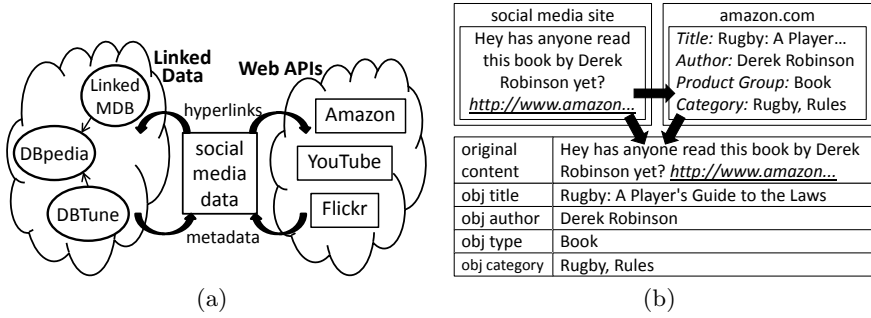 Linked
Data
Web APIs
Linked
MDB
DBpedia
DBTune
hyperlinks
social
media
data
metadata
Amazon
YouTube
Flickr
(a)
social media site
Hey has anyone read
this book by Derek
Robinson yet?
http://www.amazon...
amazon.com
Title: Rugby: A Player...
Author: Derek Robinson
Product Group: Book
Category: Rugby, Rules
original
content
Hey has anyone read this book by Derek
Robinson yet? http://www.amazon...
obj title
Rugby: A Player's Guide to the Laws
obj author
Derek Robinson
obj type
Book
obj category
Rugby, Rules
(b)